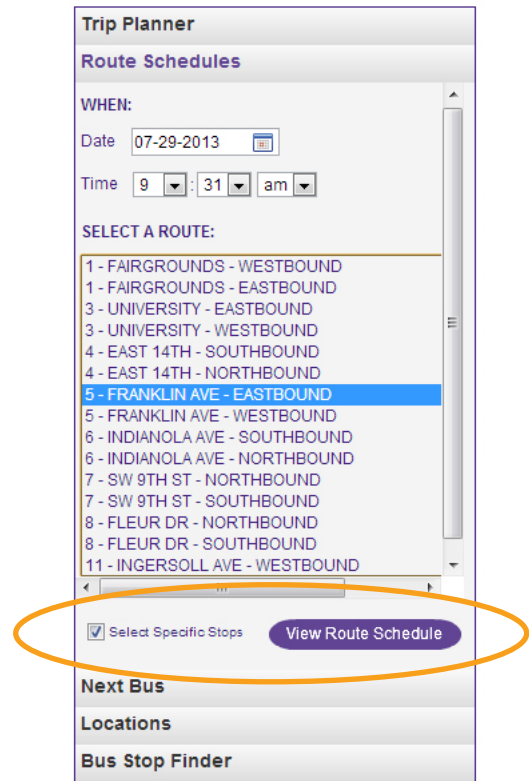 Trip Planner
Route Schedules
WHEN:
Date 07-29-2013
Time 9 : 31 am
SELECT A ROUTE:
1 - FAIRGROUNDS - WESTBOUND
1 - FAIRGROUNDS - EASTBOUND
3 - UNIVERSITY - EASTBOUND
3 - UNIVERSITY - WESTBOUND
4 - EAST 14TH - SOUTHBOUND
4 - EAST 14TH - NORTHBOUND
5 - FRANKLIN AVE - EASTBOUND
5 - FRANKLIN AVE - WESTBOUND
6 - INDIANOLA AVE - SOUTHBOUND
6 - INDIANOLA AVE - NORTHBOUND
7 - SW 9TH ST - NORTHBOUND
7 - SW 9TH ST - SOUTHBOUND
8 - FLEUR DR - NORTHBOUND
8 - FLEUR DR - SOUTHBOUND
11 - INGERSOLL AVE - WESTBOUND
Select Specific Stops View Route Schedule
Next Bus
Locations
Bus Stop Finder